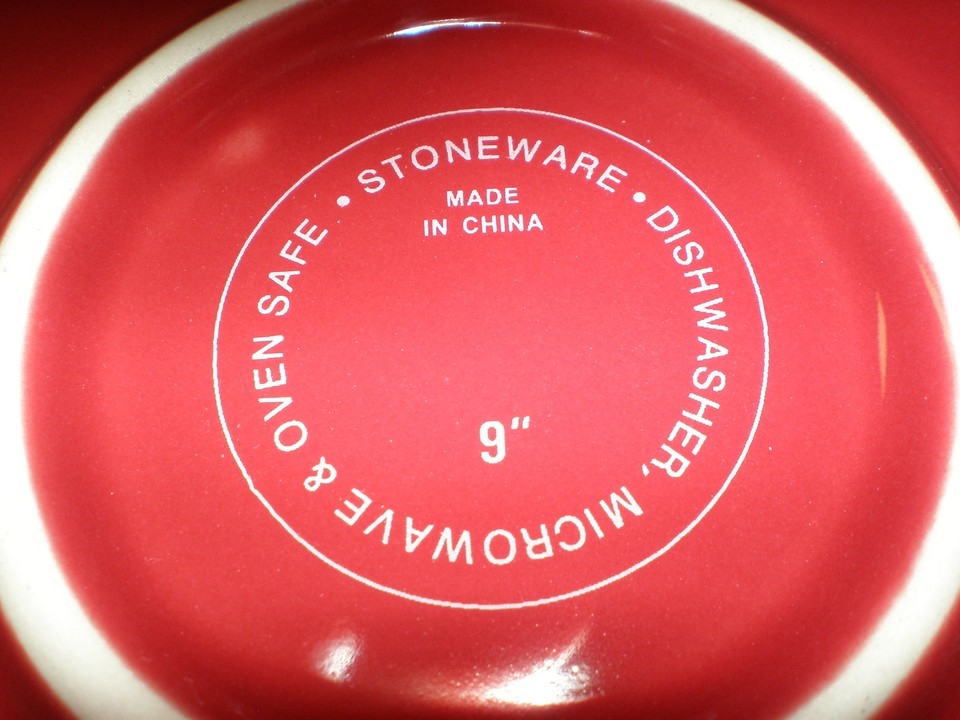 • STONEWARE • DISHWASHER, MICROWAVE & OVEN SAFE
MADE
IN CHINA
9"